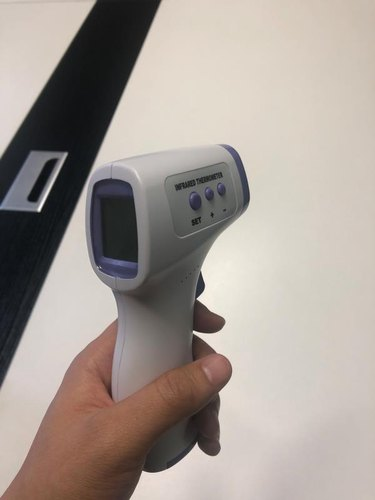 INFRARED THERMOMETER
SET + -